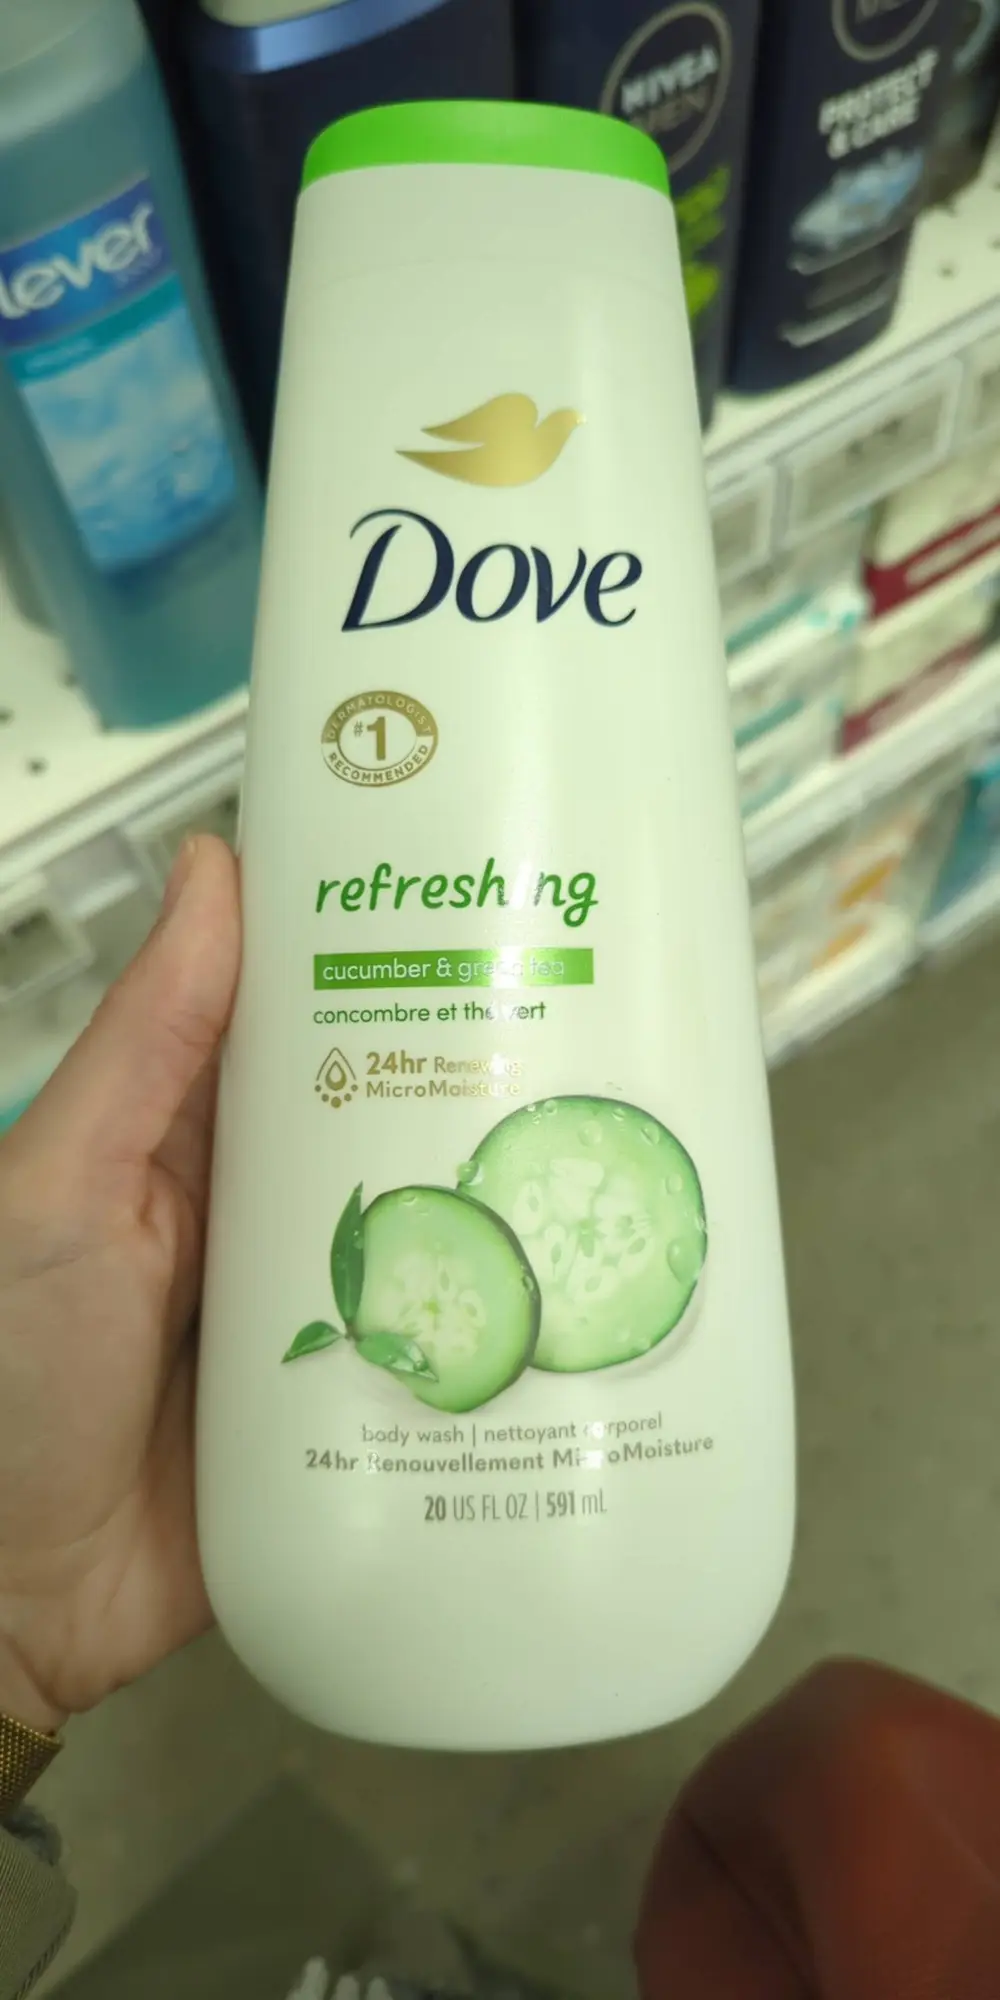 lever
NIVEA
MEN
PROTECT
& CARE
Dove
DERMATOLOGIST
#1
RECOMMENDED
refreshing
cucumber & green tea
concombre et thé vert
24hr Renewing
MicroMoisture
body wash | nettoyant corporel
24hr Renouvellement MicroMoisture
20 US FL OZ | 591 mL